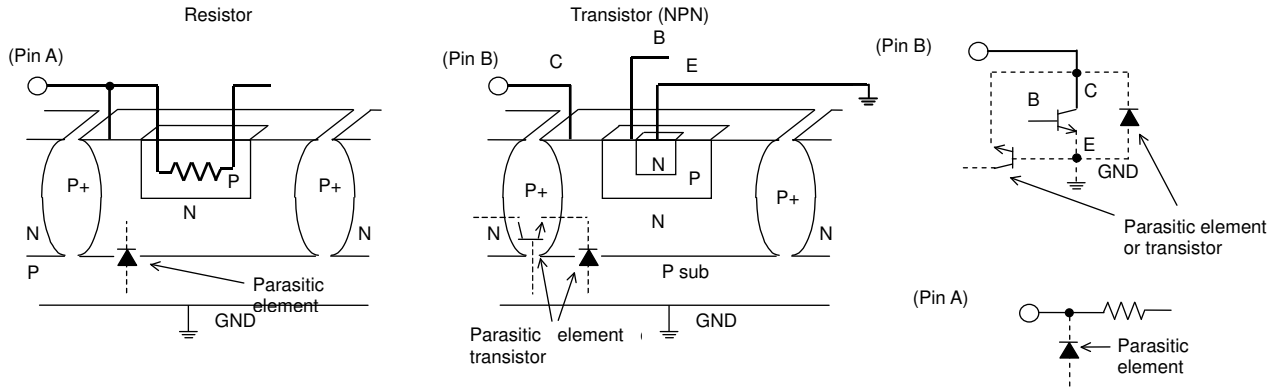 Resistor
(Pin A)
P+
P+
P
N
N
N
P
Parasitic
element
GND
Transistor (NPN)
(Pin B)
C
B
E
P+
P+
N
P
N
N
N
P sub
GND
Parasitic element
transistor
(Pin B)
B
C
E
GND
Parasitic element
or transistor
(Pin A)
Parasitic
element